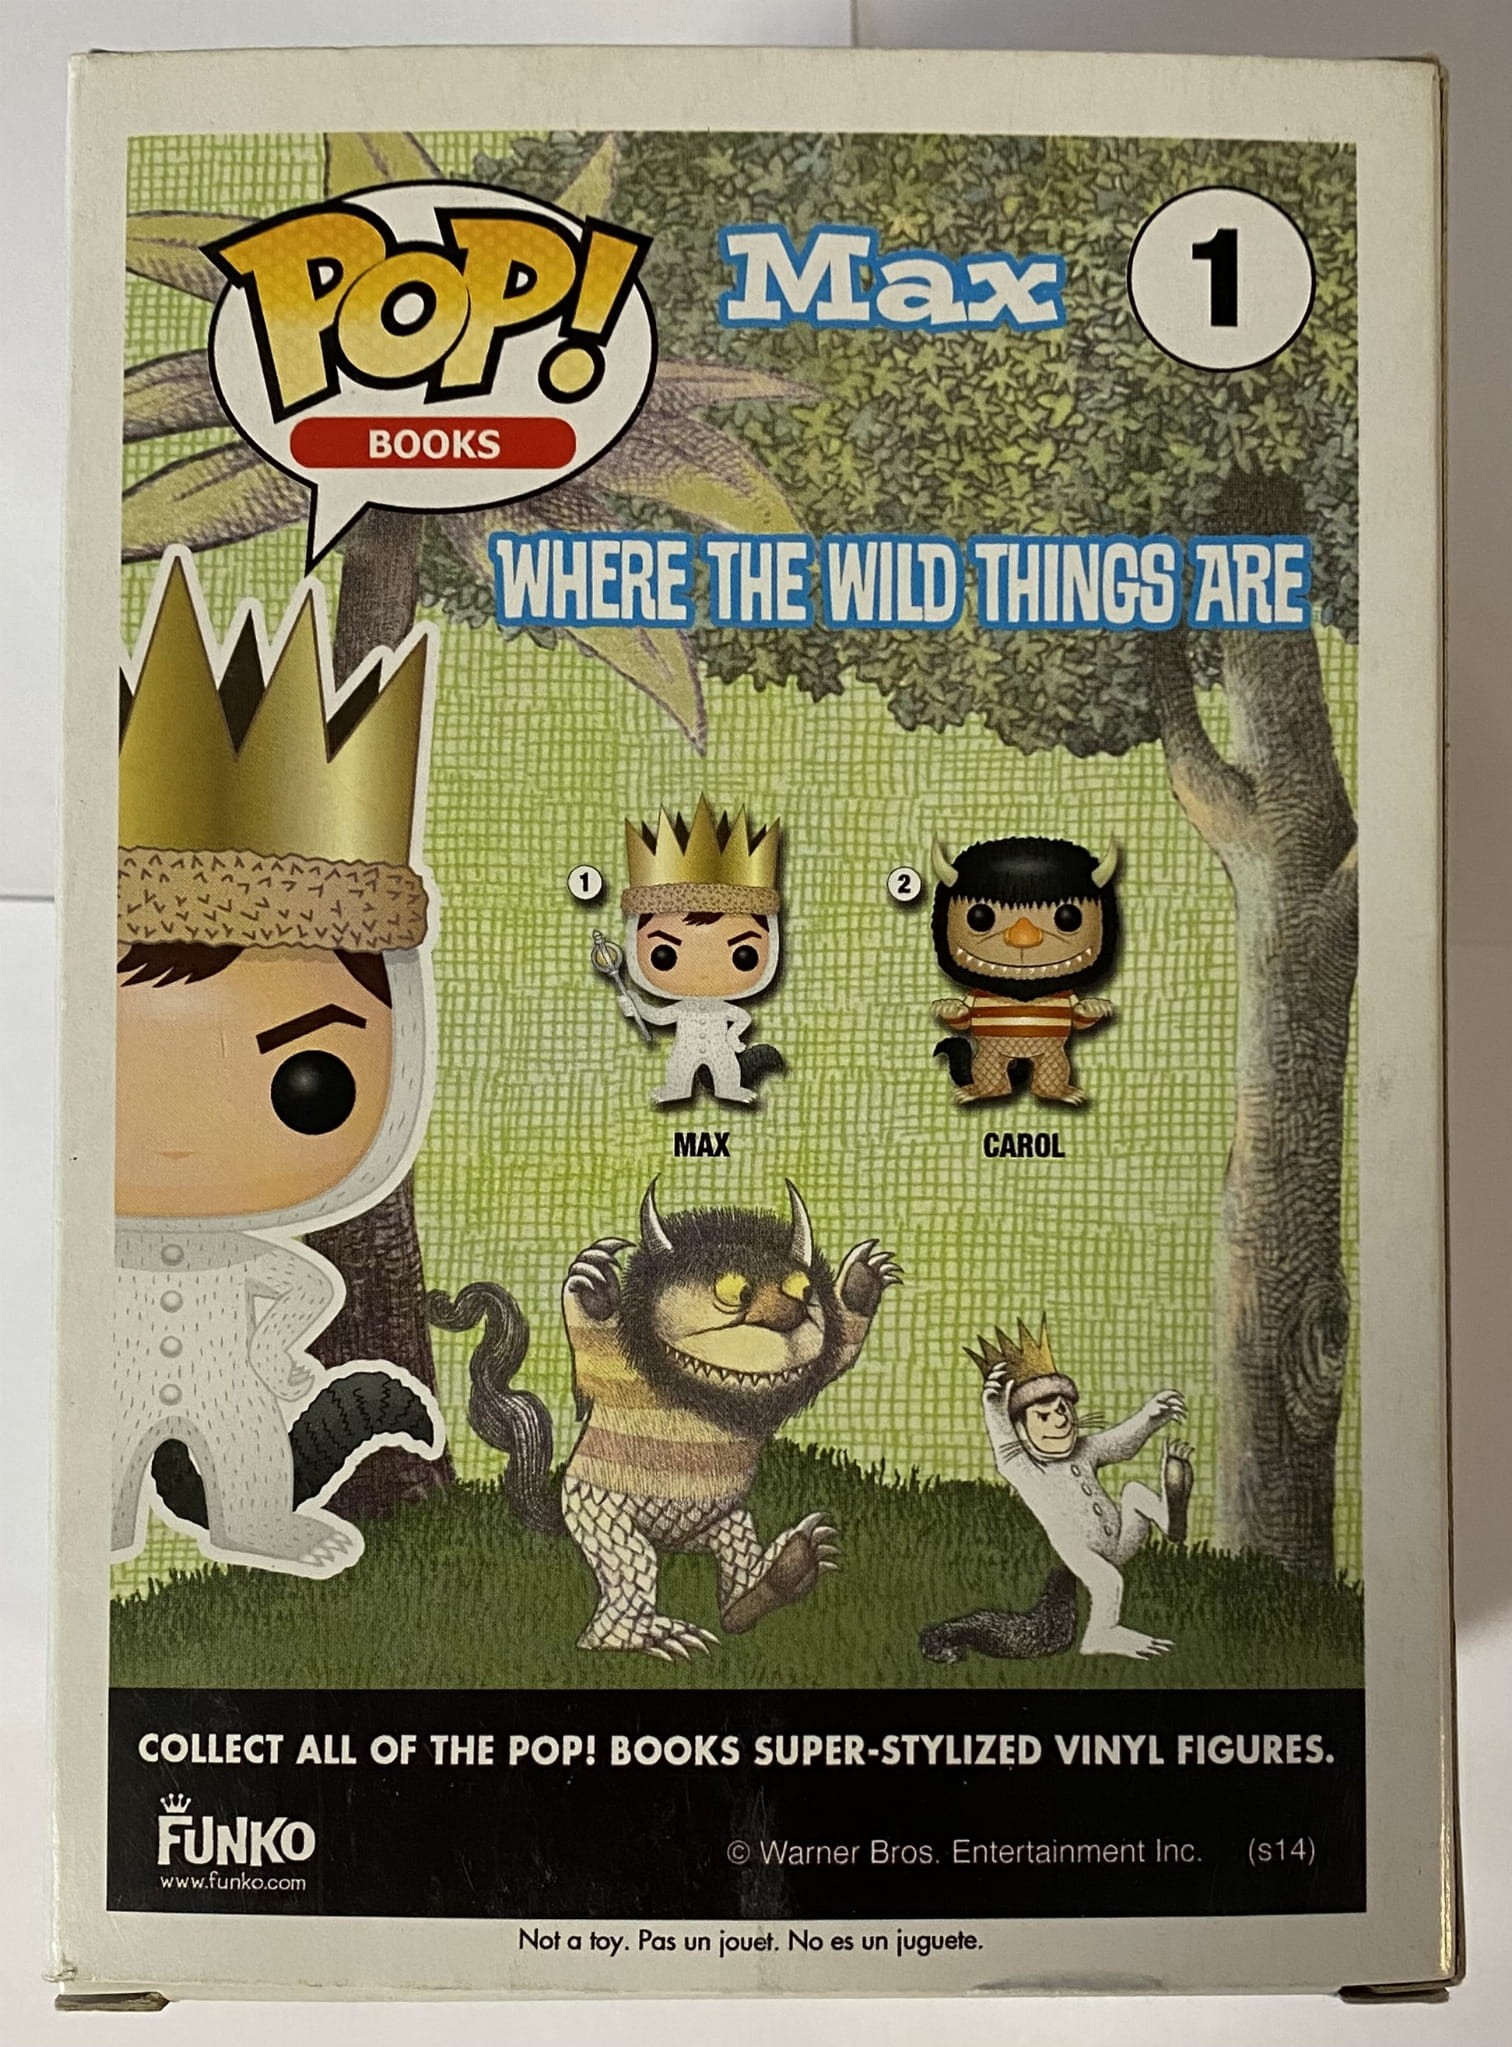 POP!
BOOKS
Max
1
WHERE THE WILD THINGS ARE
1
2
MAX
CAROL
COLLECT ALL OF THE POP! BOOKS SUPER-STYLIZED VINYL FIGURES.
FUNKO
www.funko.com
© Warner Bros. Entertainment Inc. (s14)
Not a toy. Pas un jouet. No es un juguete.